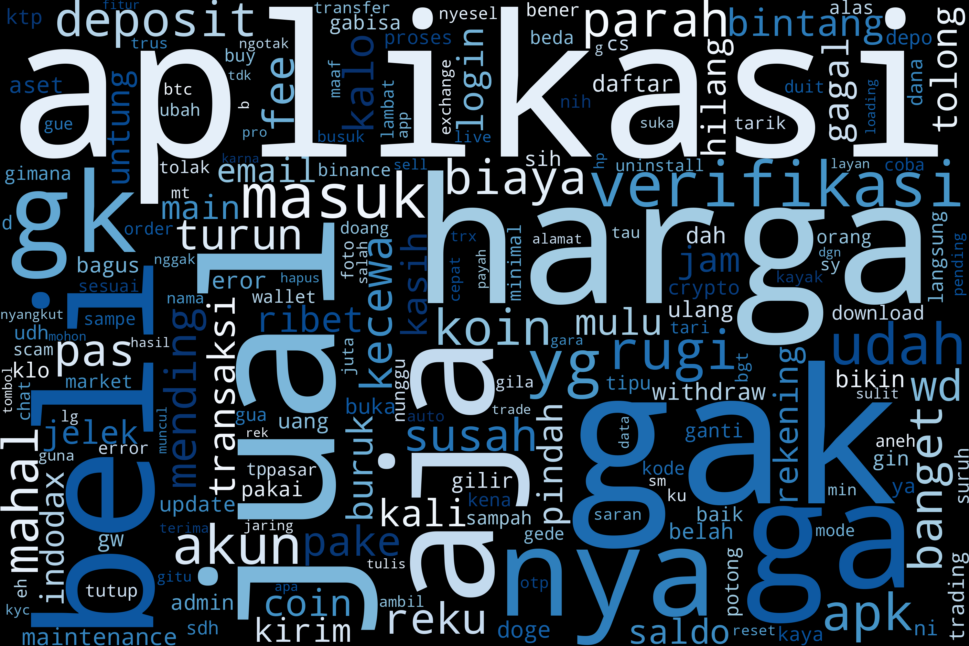 ktp
fitur
deposit
transfer
gabisa
nyesel
bener
parah
bintang
alas
depo
tolong
trus
ngotak
proses
beda
g
cs
aplikasi
aset
gue
btc
ubah
buy
tdk
b
pro
fee
maaf
busuk
kalo
lambat
app
exchange
login
live
nih
daftar
suka
tarik
hilang
duit
gagal
loading
dana
untung
gimana
tolak
karna
email
binance
sell
sih
hp
uninstall
layan
coba
mt
main
masuk
biaya
verifikasi
d
gk
order
turun
doang
trx
harga
alamat
tau
dah
orang
dgn
sy
langsung
pending
bagus
nggak
sesuai
eror
hapus
foto
salah
kecewa
kasih
cepat
payah
minimal
jam
crypto
kayak
nyangkut
nama
wallet
udh
sampe
mohon
ribet
koin
mulu
ulang
tari
download
scam
pas
hasil
transaksi
jual
juta
gara
yg
rugi
udah
klo
tombol
market
beli
mending
nunggu
gila
aja
tipu
withdraw
bgt
bikin
sulit
wd
chat
lg
jelek
muncul
gua
uang
buka
auto
trade
susah
pindah
gak
data
ganti
rekening
aneh
mahal
guna
error
rek
tppasar
pakai
buruk
gilir
kode
sm
ku
gin
min
ya
banget
suruh
indodax
update
jaring
kali
kena
sampah
saran
baik
gw
terima
akun
pake
gede
belah
mode
ga
eh
kyc
tutup
gitu
apa
tulis
nya
otp
potong
admin
coin
ambil
reku
apk
maintenance
sdh
kirim
doge
saldo
reset
kaya
ni
trading